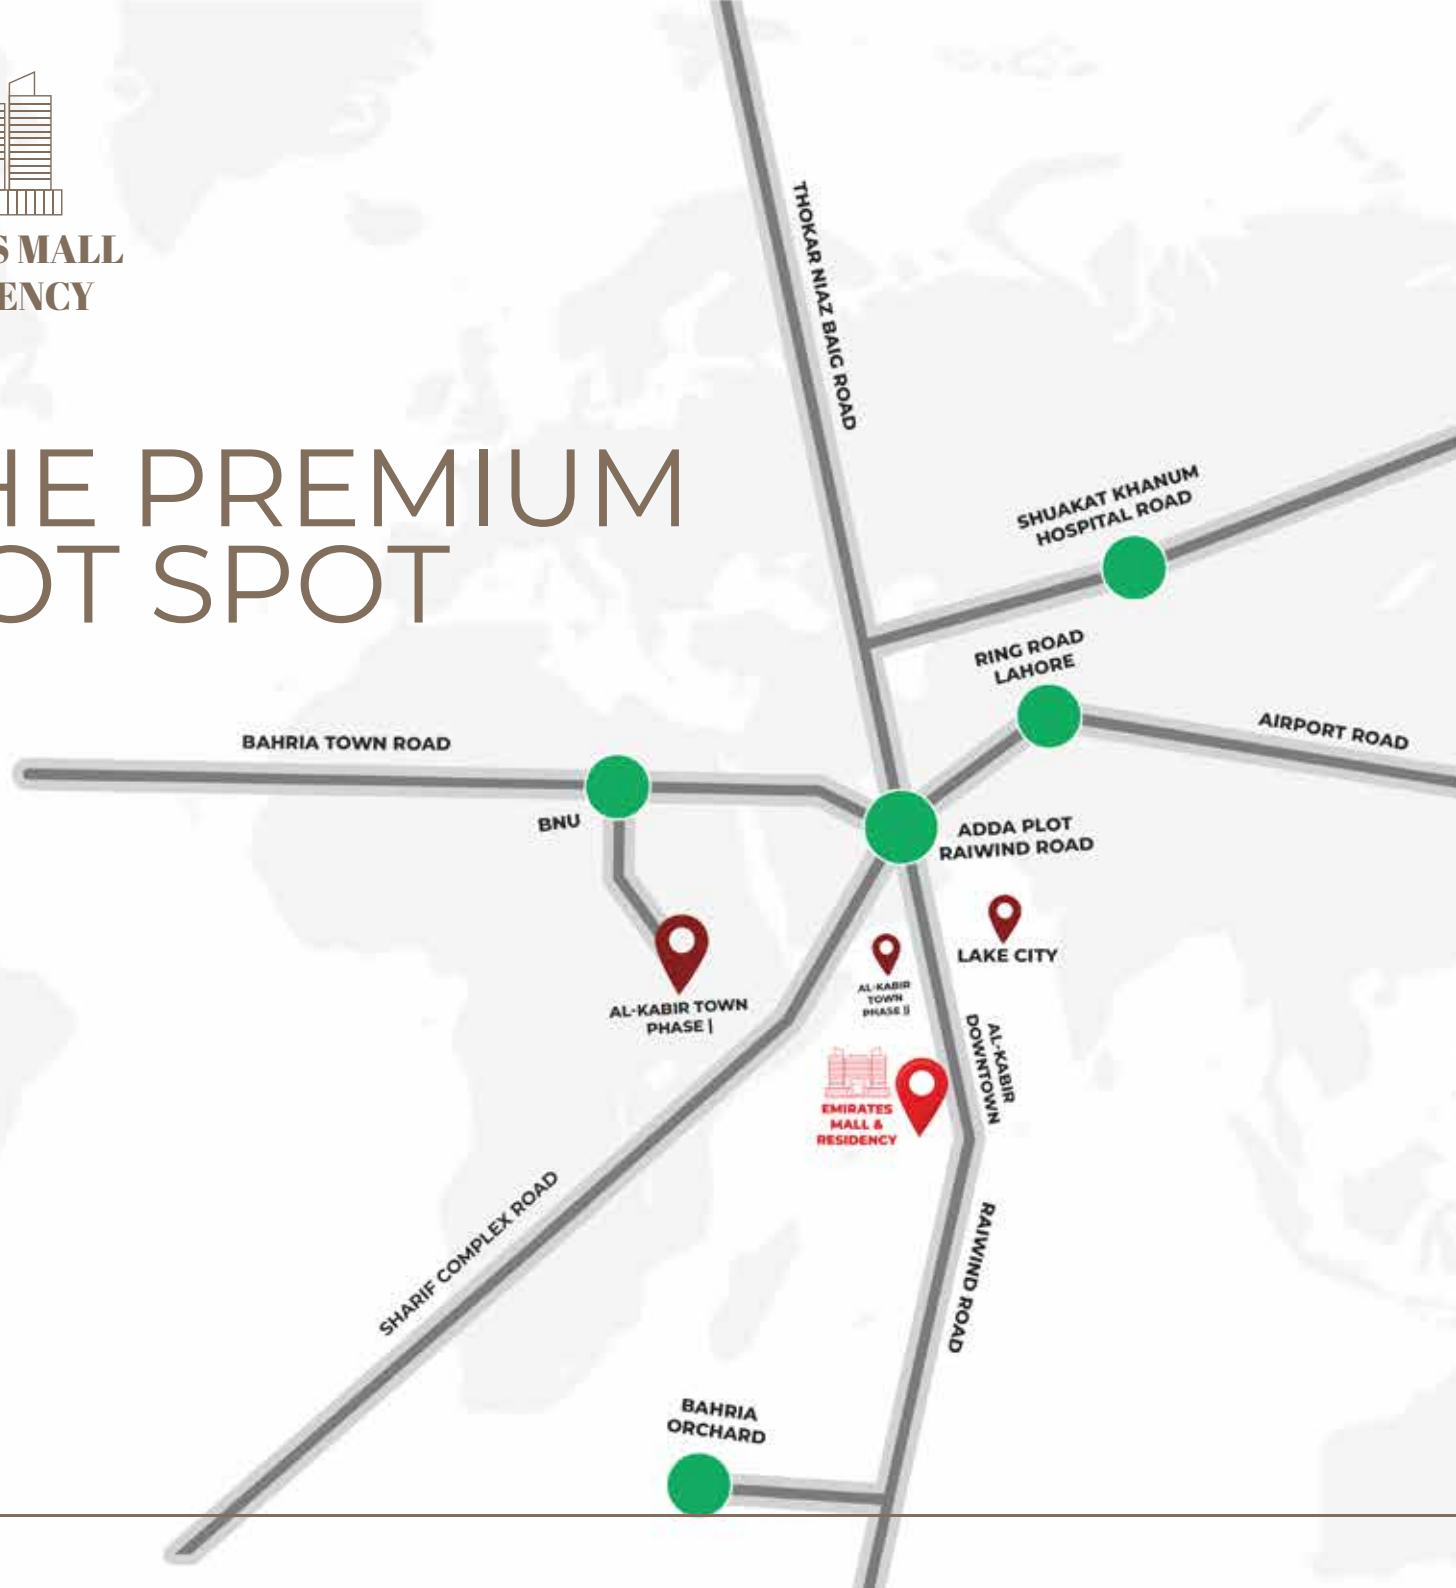 S MALL
ENCY
HE PREMIUM
OT SPOT
THOKAR NIAZ BAIG ROAD
SHUAKAT KHANUM
HOSPITAL ROAD
RING ROAD
LAHORE
AIRPORT ROAD
BAHRIA TOWN ROAD
BNU
ADDA PLOT
RAIWIND ROAD
LAKE CITY
AL-KABIR TOWN
PHASE |
AL-KABIR
TOWN
PHASE ||
AL-KABIR
DOWNTOWN
EMIRATES
MALL &
RESIDENCY
SHARIF COMPLEX ROAD
RAIWIND ROAD
BAHRIA
ORCHARD